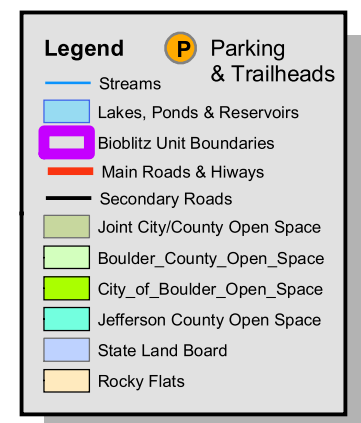 Legend
P
Parking
& Trailheads
Streams
Lakes, Ponds & Reservoirs
Bioblitz Unit Boundaries
Main Roads & Hiways
Secondary Roads
Joint City/County Open Space
Boulder_County_Open_Space
City_of_Boulder_Open_Space
Jefferson County Open Space
State Land Board
Rocky Flats